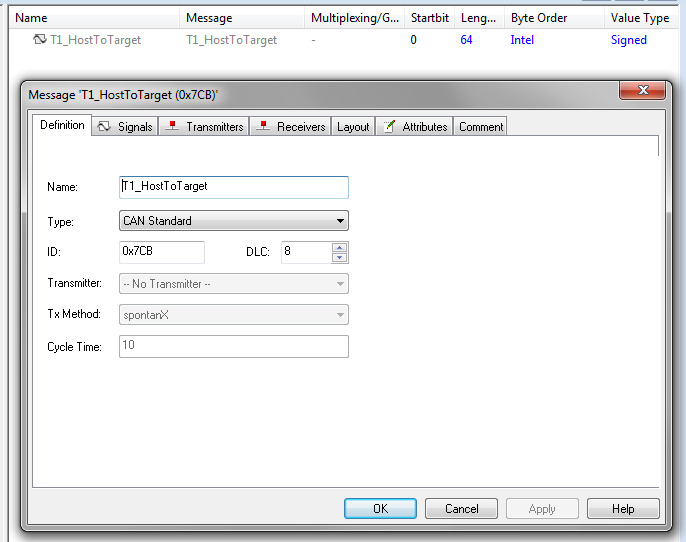 Name Message Multiplexing/G... Startbit Leng... Byte Order Value Type
T1_HostToTarget T1_HostToTarget - 0 64 Intel Signed
Message 'T1_HostToTarget (0x7CB)'
Definition Signals Transmitters Receivers Layout Attributes Comment
Name: T1_HostToTarget
Type: CAN Standard
ID: 0x7CB DLC: 8
Transmitter: -- No Transmitter --
Tx Method: spontanX
Cycle Time: 10
OK Cancel Apply Help